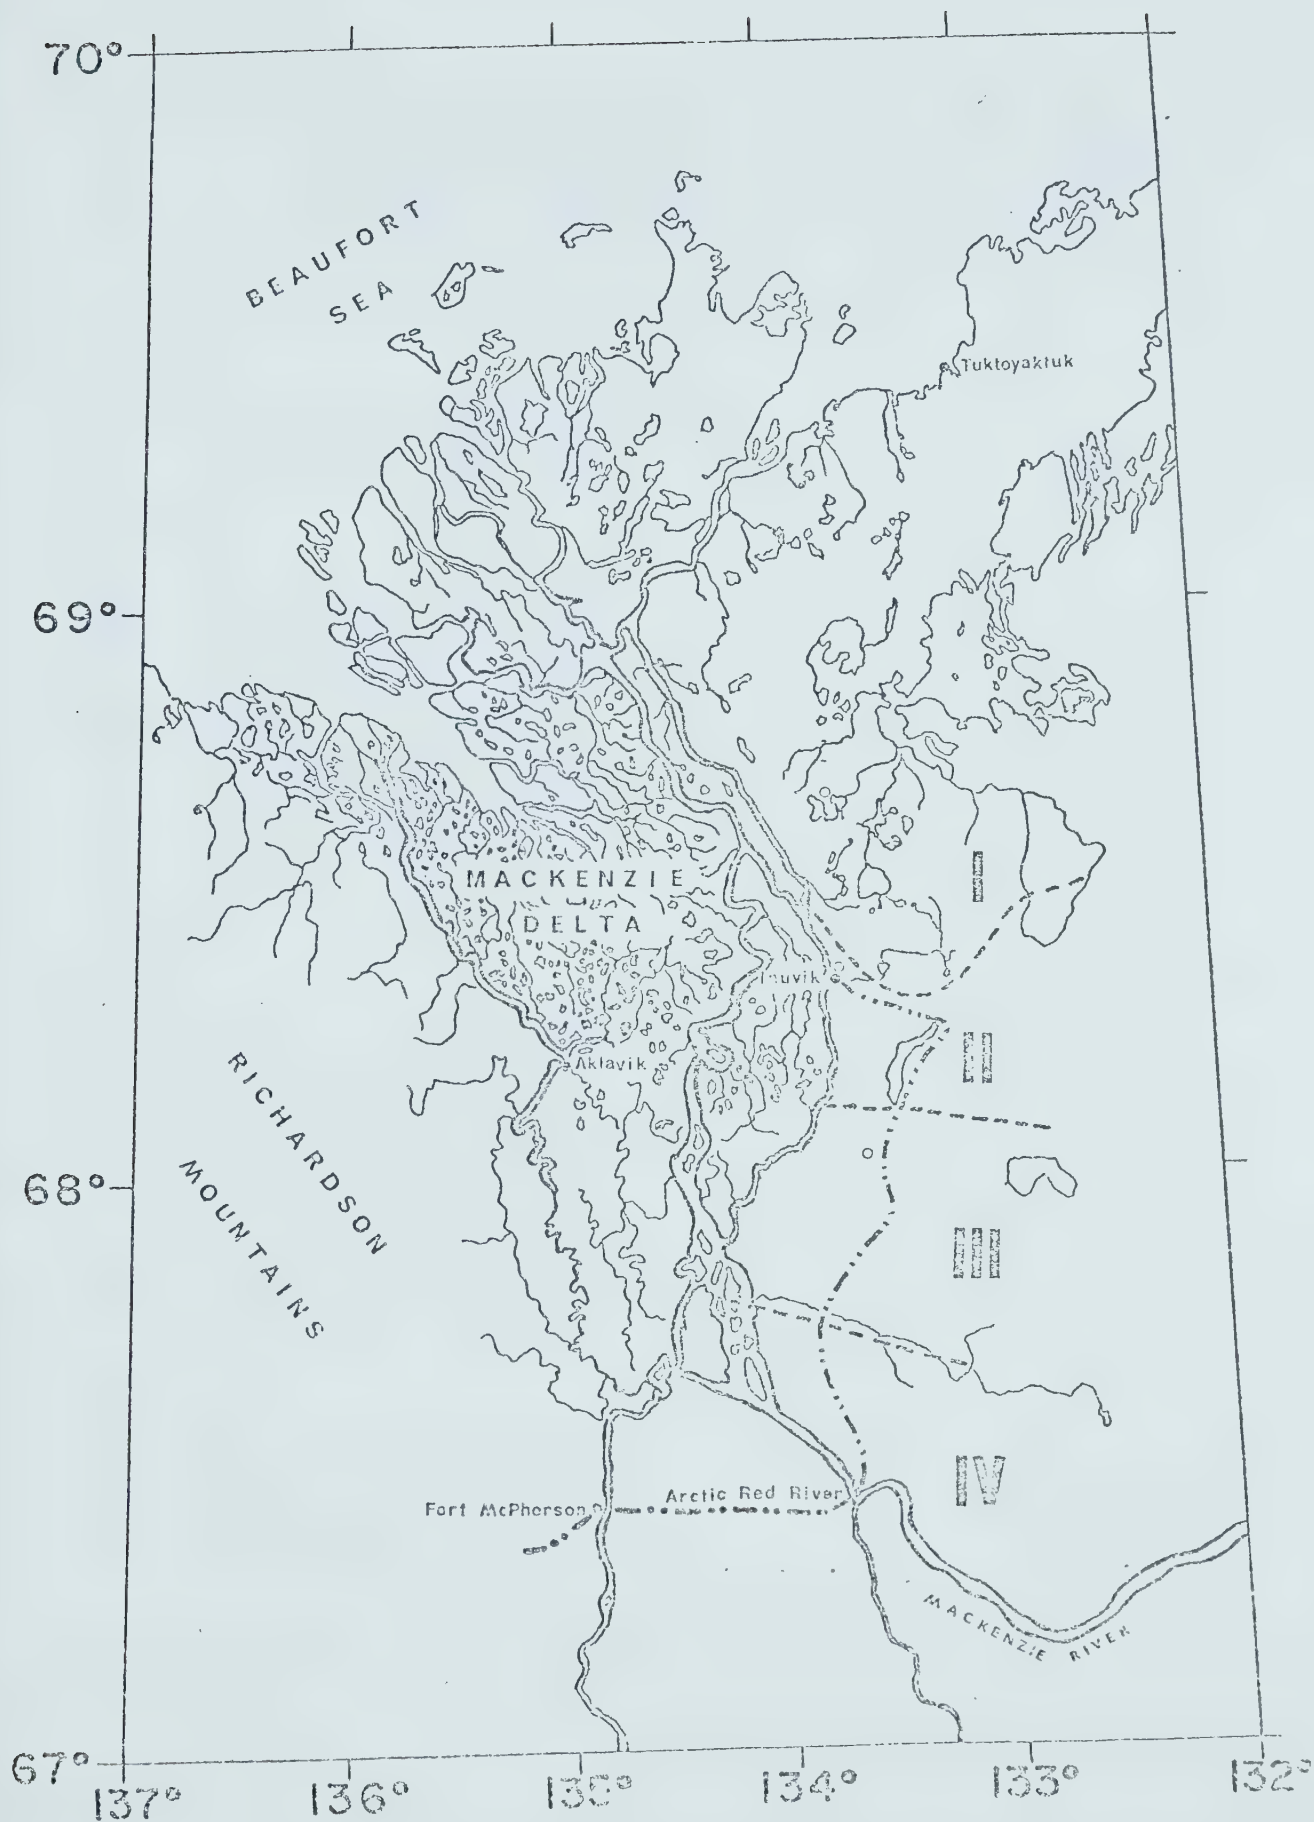 70°
BEAUFORT
SEA
Tuktoyaktuk
69°
I
MACKENZIE
DELTA
Inuvik
II
Aklavik
RICHARDSON
MOUNTAINS
68°
III
IV
Arctic Red River
Fort McPherson
MACKENZIE RIVER
67°
137° 136° 135° 134° 133° 132°